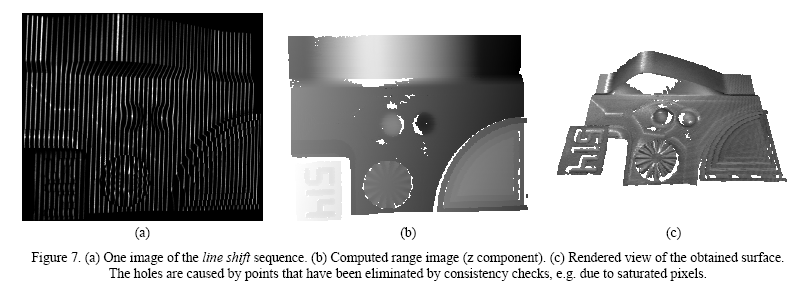 (a)
(b)
(c)
Figure 7. (a) One image of the line shift sequence. (b) Computed range image (z component). (c) Rendered view of the obtained surface.
The holes are caused by points that have been eliminated by consistency checks, e.g. due to saturated pixels.